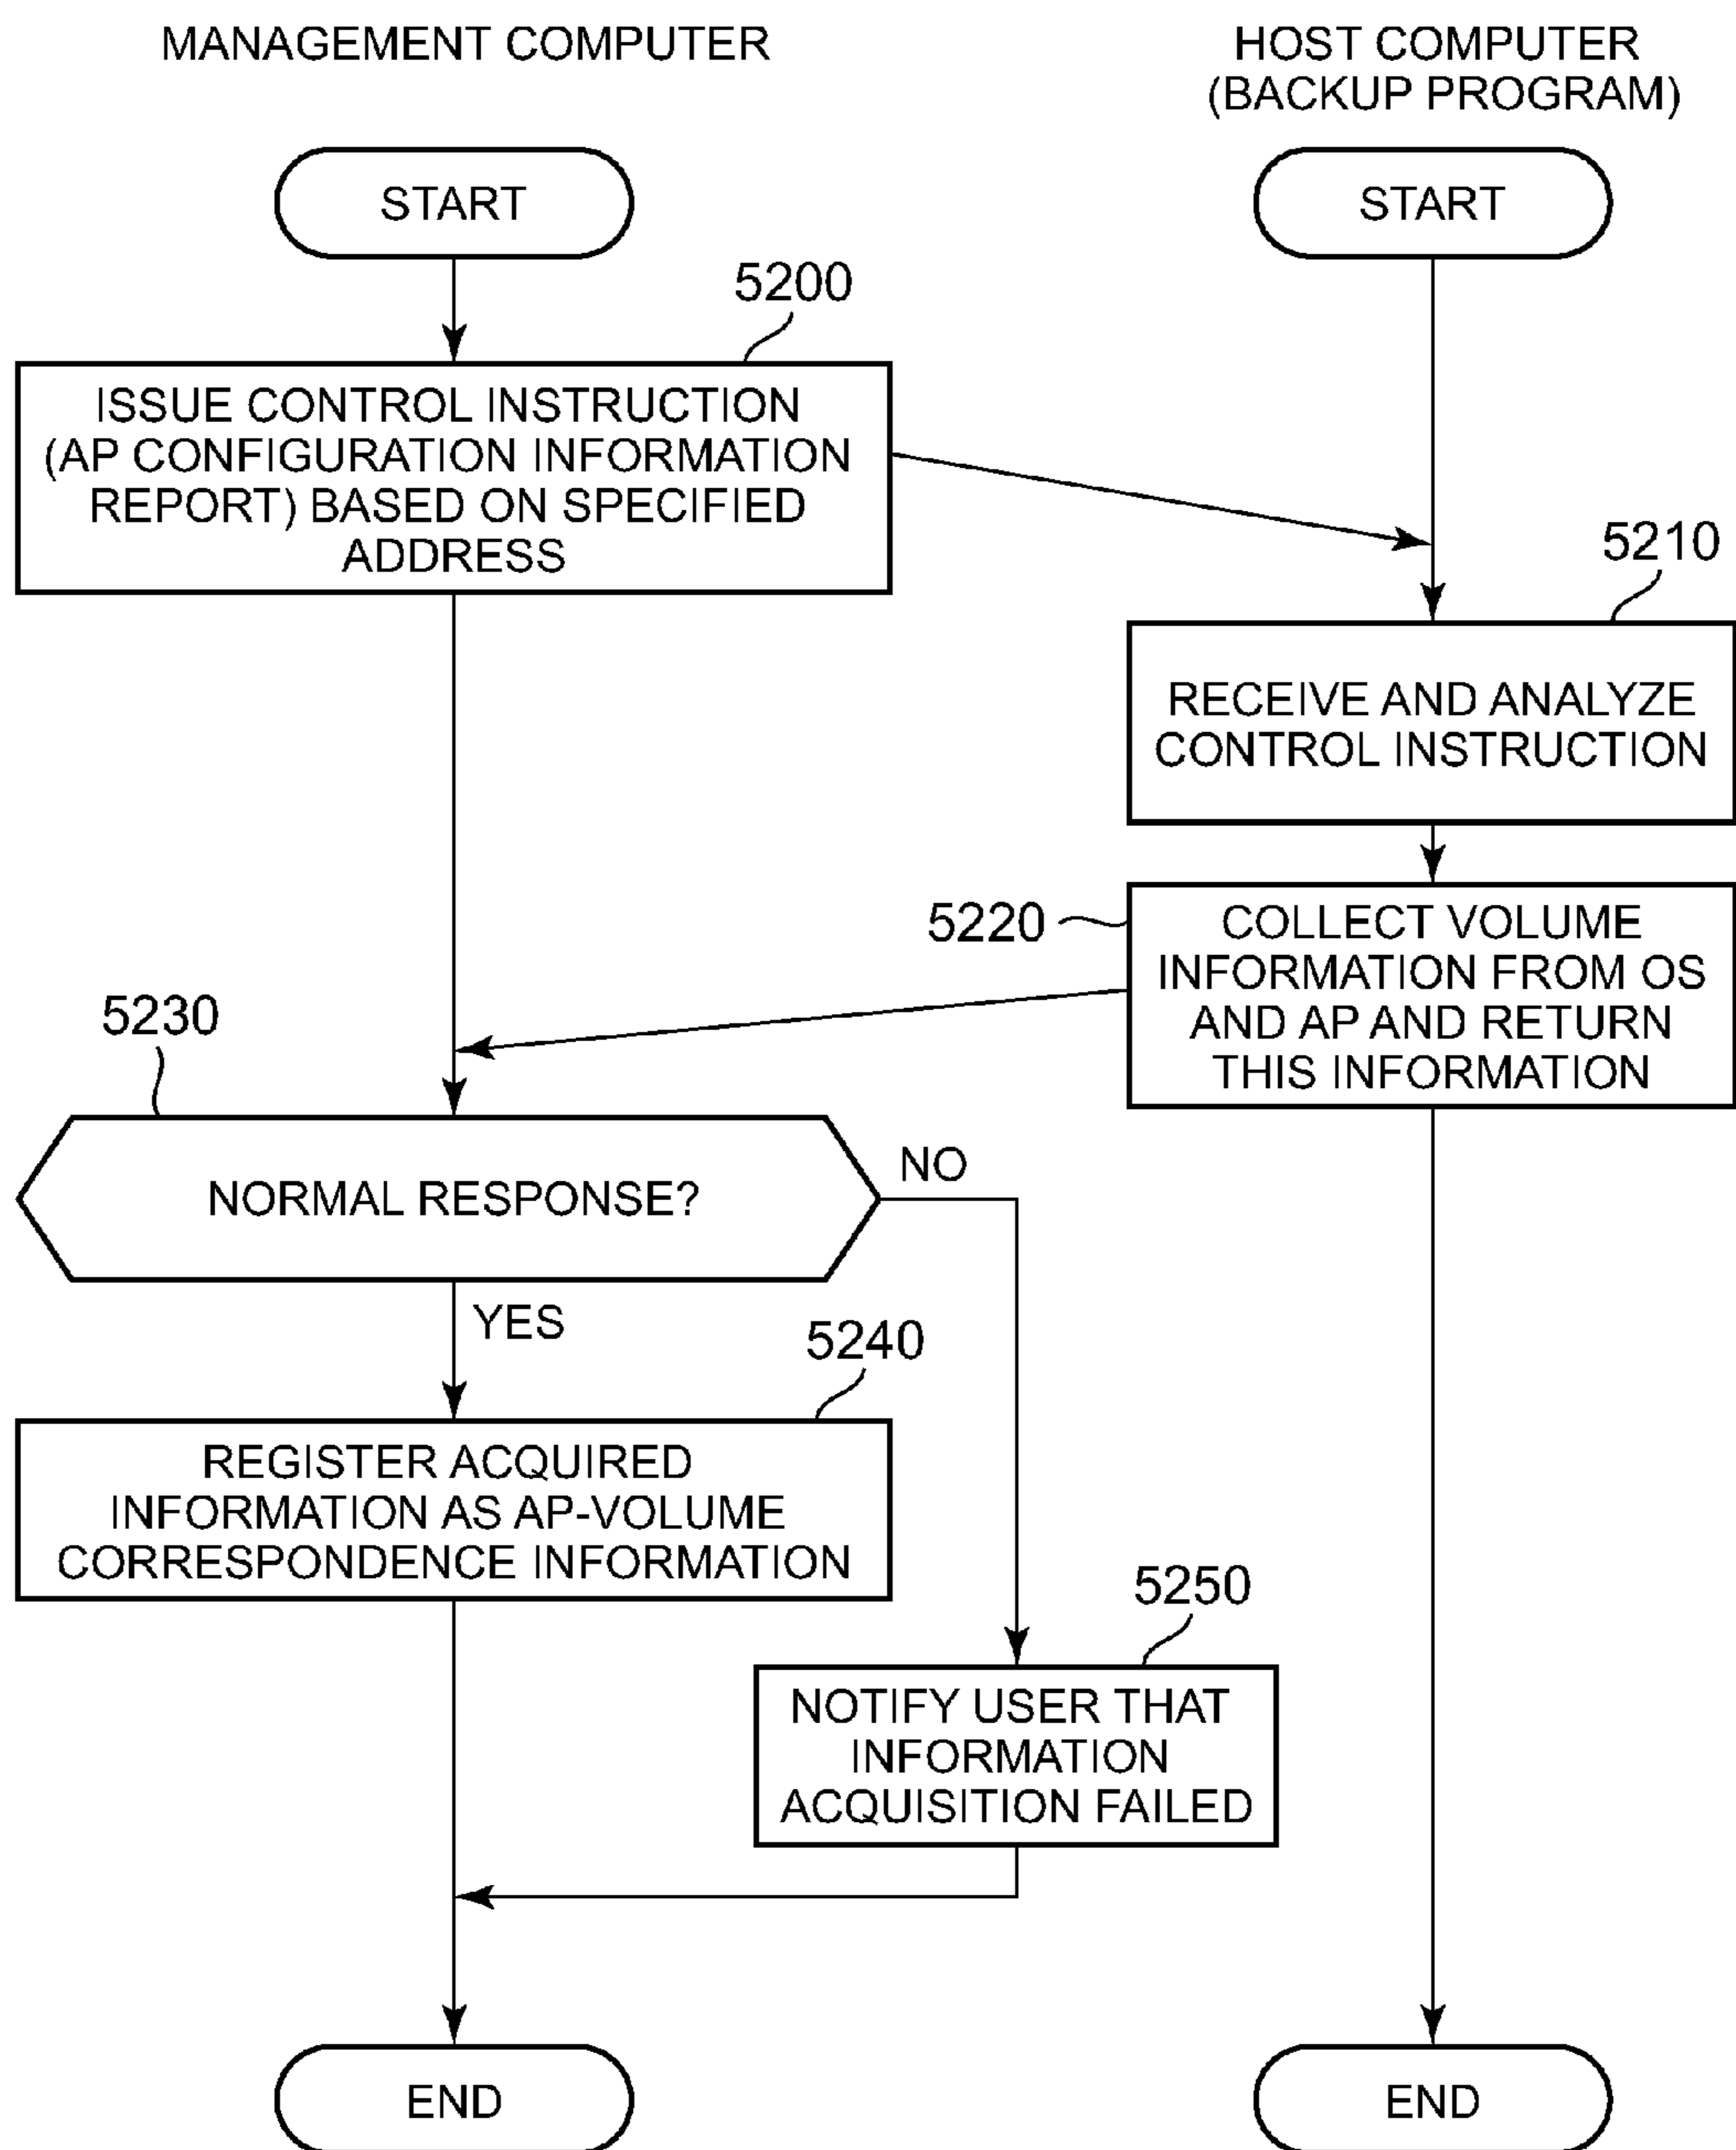 MANAGEMENT COMPUTER
HOST COMPUTER
(BACKUP PROGRAM)
START
START
5200
ISSUE CONTROL INSTRUCTION
(AP CONFIGURATION INFORMATION
REPORT) BASED ON SPECIFIED
ADDRESS
5210
RECEIVE AND ANALYZE
CONTROL INSTRUCTION
5220
COLLECT VOLUME
INFORMATION FROM OS
AND AP AND RETURN
THIS INFORMATION
5230
NORMAL RESPONSE?
NO
YES
5240
REGISTER ACQUIRED
INFORMATION AS AP-VOLUME
CORRESPONDENCE INFORMATION
5250
NOTIFY USER THAT
INFORMATION
ACQUISITION FAILED
END
END